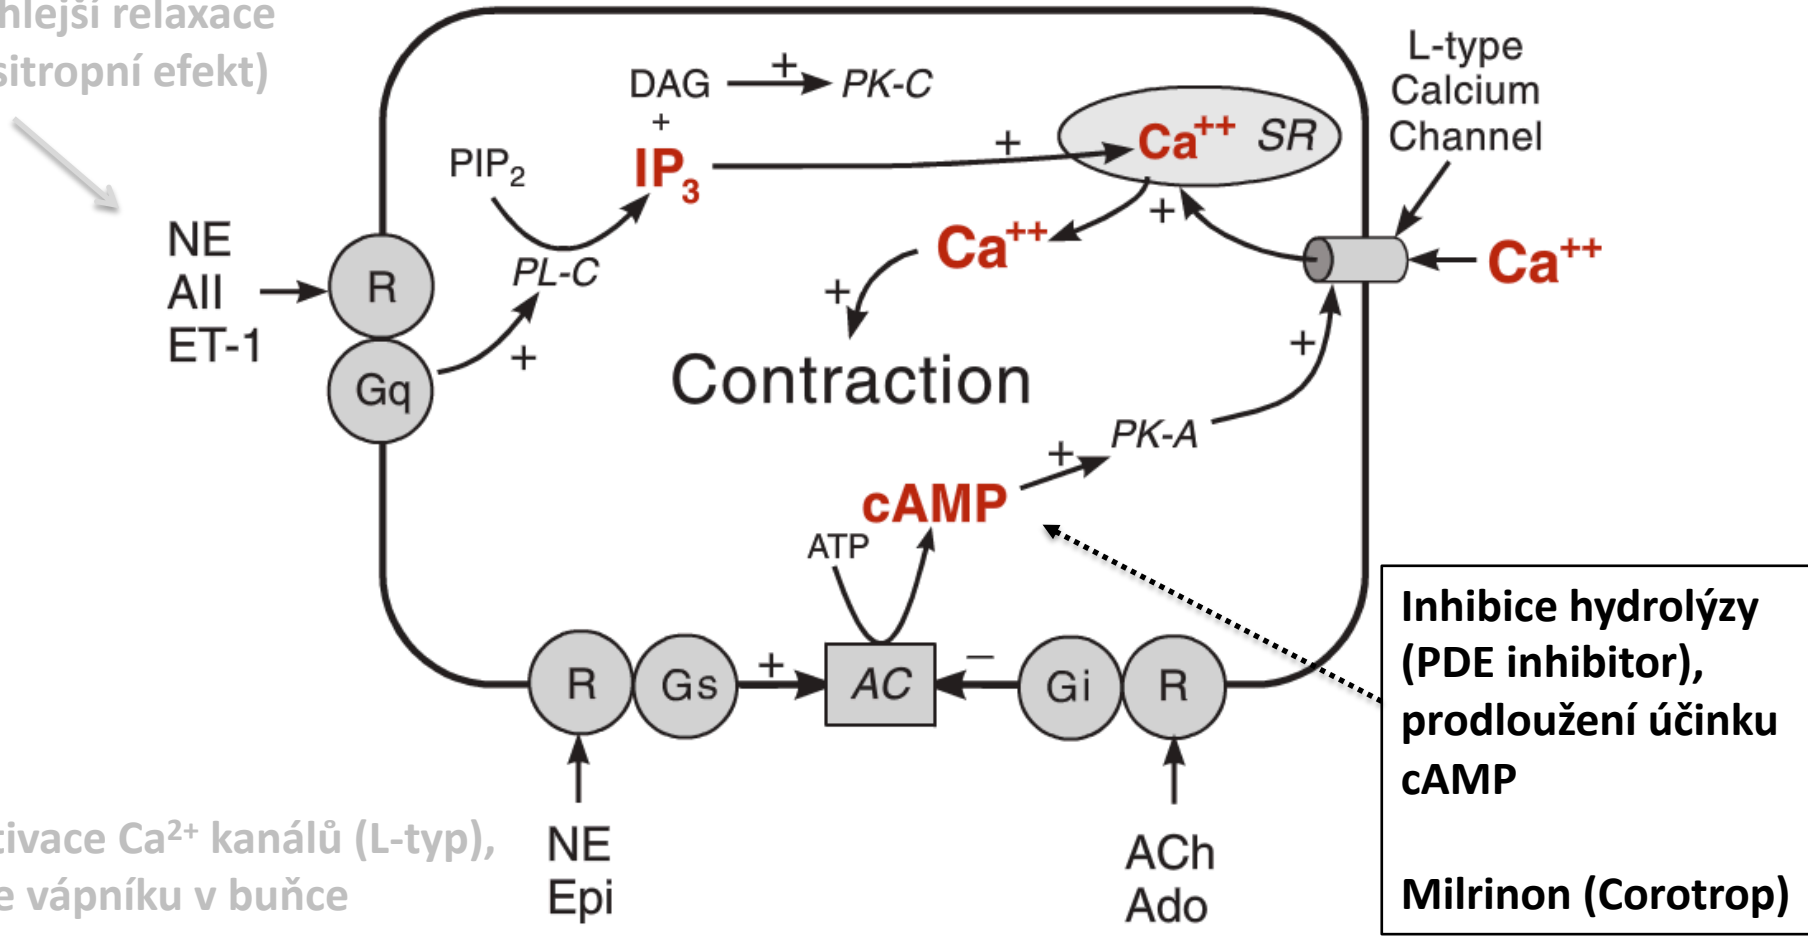 hlejší relaxace
sitropní efekt)
DAG + PK-C
+
PIP2
IP3
+
Ca++ SR
L-type
Calcium
Channel
NE
AII
ET-1
R
Gq
PL-C
+
Ca++
+
+
Ca++
Contraction
+
PK-A
+
cAMP
ATP
R
Gs
+
AC
–
Gi
R
NE
Epi
ACh
Ado
Inhibice hydrolýzy
(PDE inhibitor),
prodloužení účinku
cAMP
Milrinon (Corotrop)
tivace Ca2+ kanálů (L-typ),
e vápníku v buňce